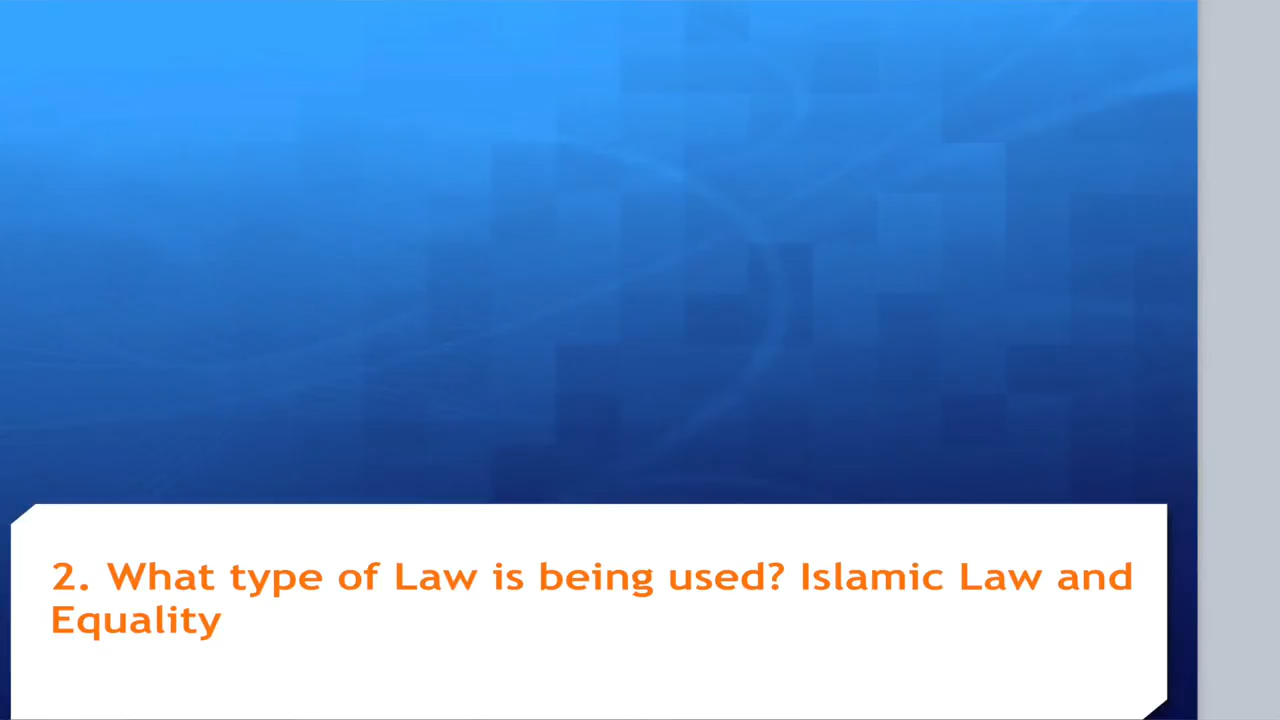 2. What type of Law is being used? Islamic Law and
Equality